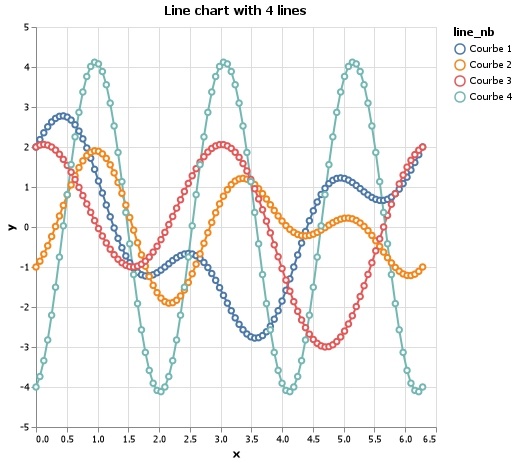 Line chart with 4 lines
line_nb
Courbe 1
Courbe 2
Courbe 3
Courbe 4
5
4
3
2
1
0
-1
-2
-3
-4
-5
y
0.0 0.5 1.0 1.5 2.0 2.5 3.0 3.5 4.0 4.5 5.0 5.5 6.0 6.5
x